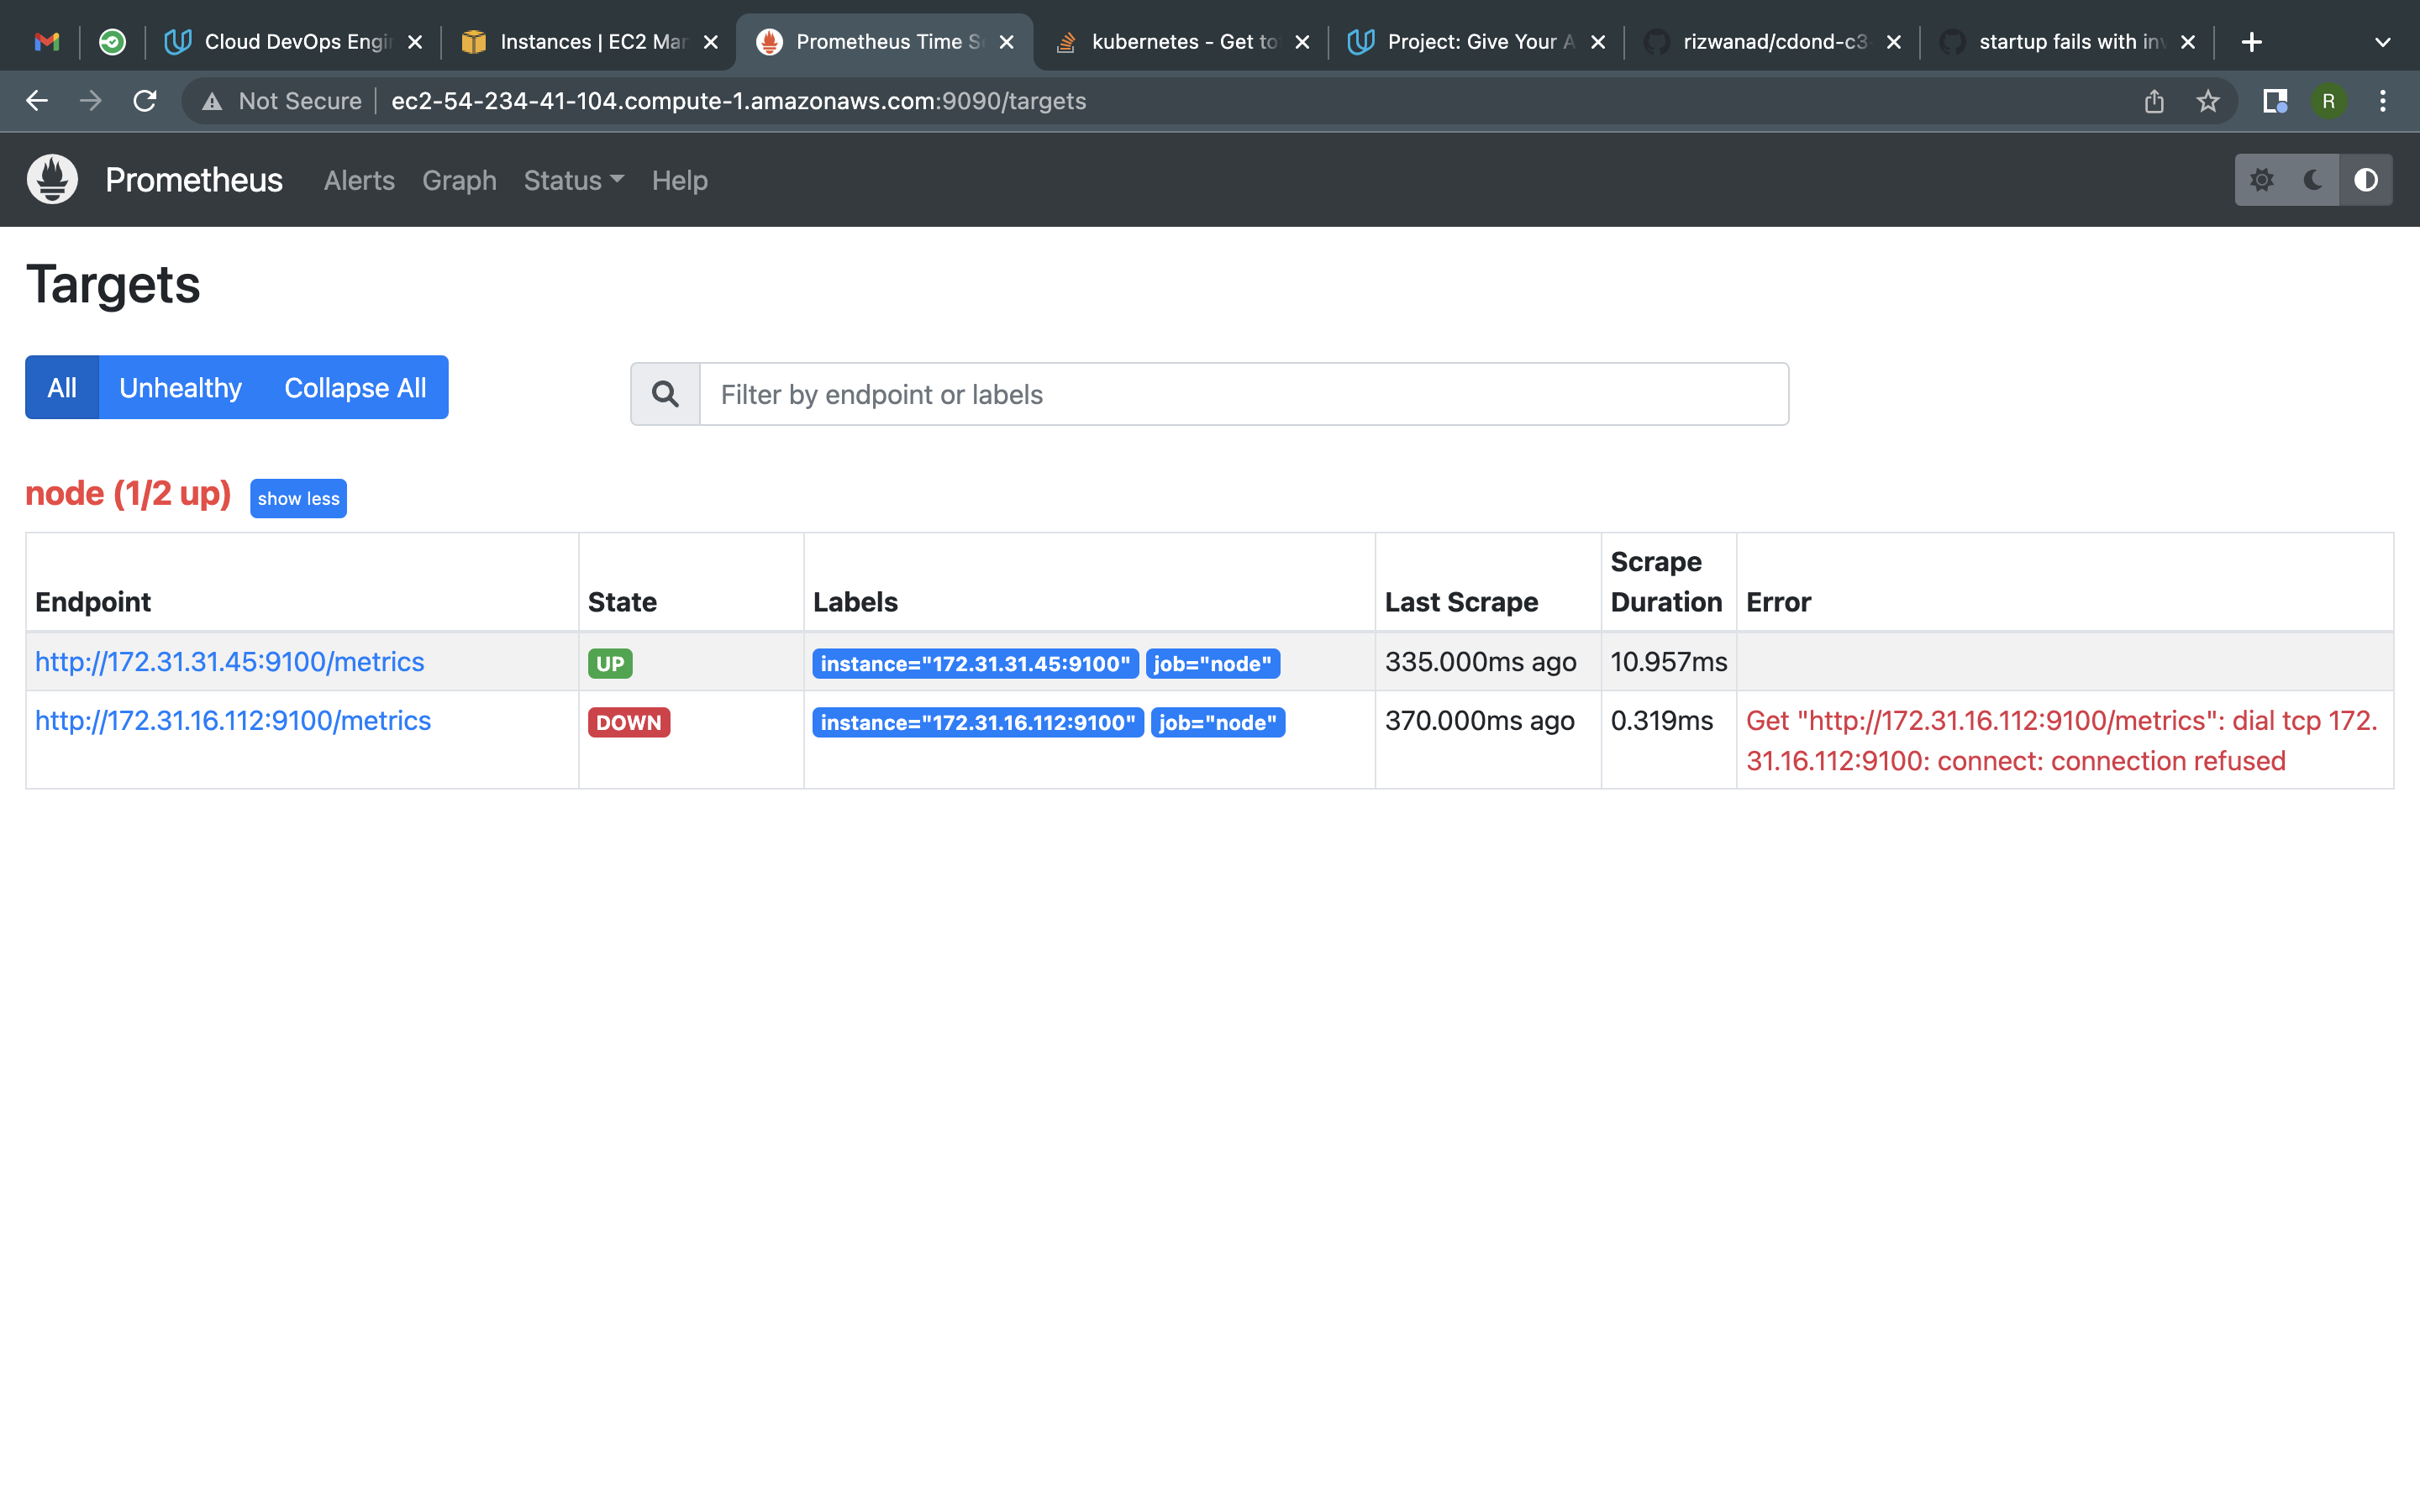 Cloud DevOps Engi
Instances | EC2 Mar
Prometheus Time S
kubernetes - Get to
Project: Give Your A
rizwanad/cdond-c3-
startup fails with inv
Not Secure
ec2-54-234-41-104.compute-1.amazonaws.com:9090/targets
R
Prometheus Alerts Graph Status Help
Targets
All Unhealthy Collapse All
Filter by endpoint or labels
node (1/2 up) show less
Endpoint State Labels Last Scrape Scrape Duration Error
http://172.31.31.45:9100/metrics UP instance="172.31.31.45:9100" job="node" 335.000ms ago 10.957ms
http://172.31.16.112:9100/metrics DOWN instance="172.31.16.112:9100" job="node" 370.000ms ago 0.319ms Get "http://172.31.16.112:9100/metrics": dial tcp 172.
31.16.112:9100: connect: connection refused